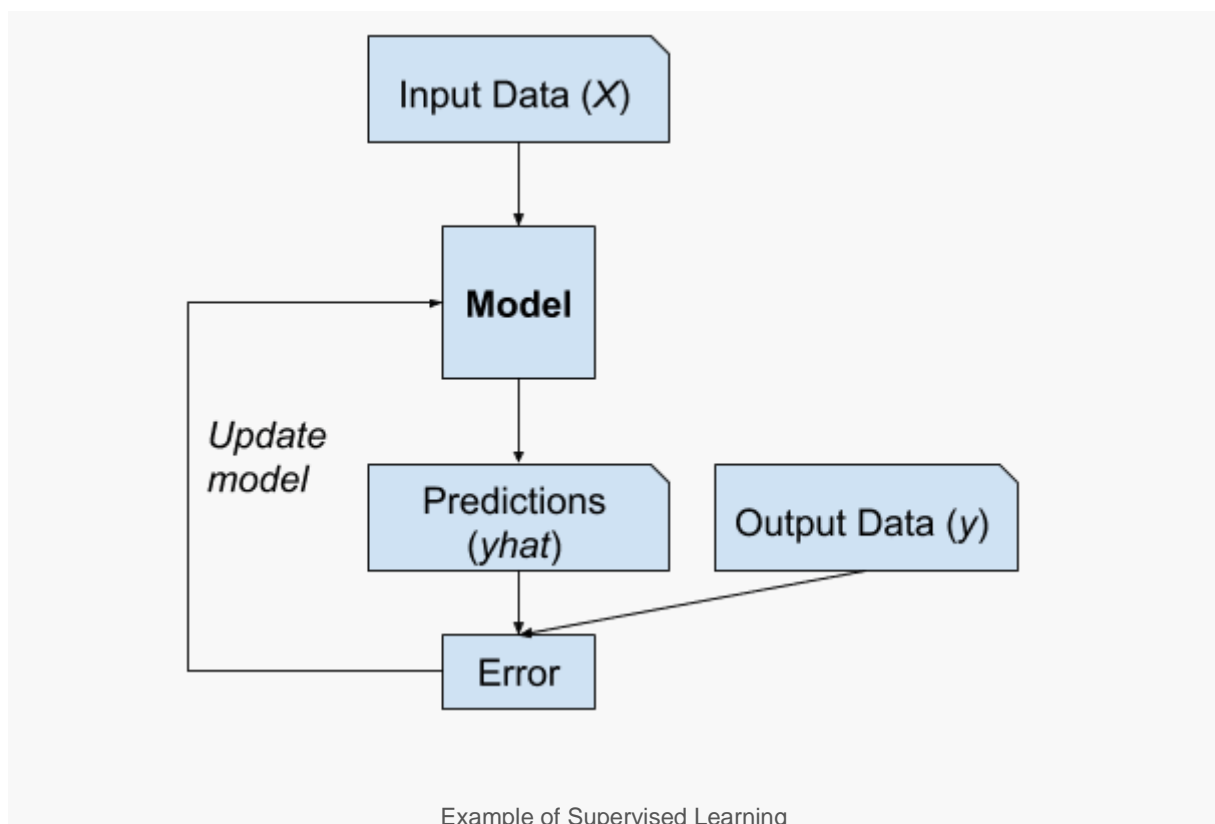 Input Data (X)
Model
Update
model
Predictions
(yhat)
Output Data (y)
Error
Example of Supervised Learning